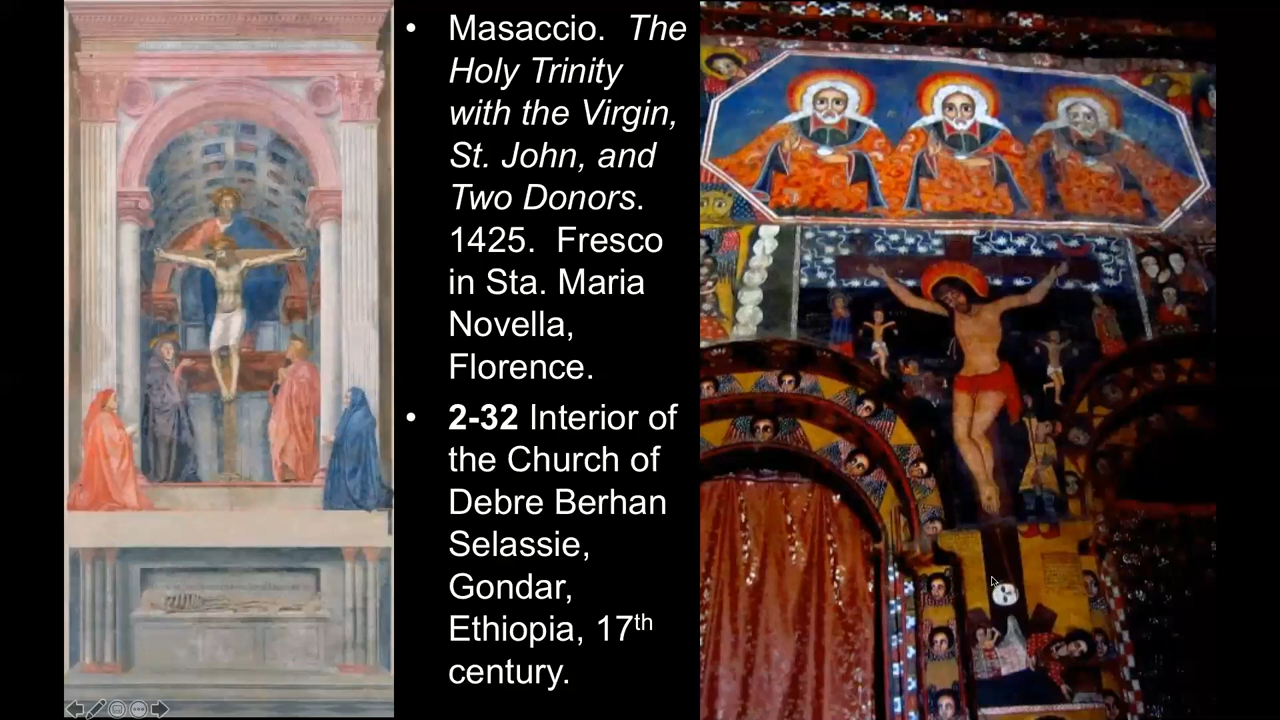 • Masaccio. The
Holy Trinity
with the Virgin,
St. John, and
Two Donors.
1425. Fresco
in Sta. Maria
Novella,
Florence.
• 2-32 Interior of
the Church of
Debre Berhan
Selassie,
Gondar,
Ethiopia, 17th
century.